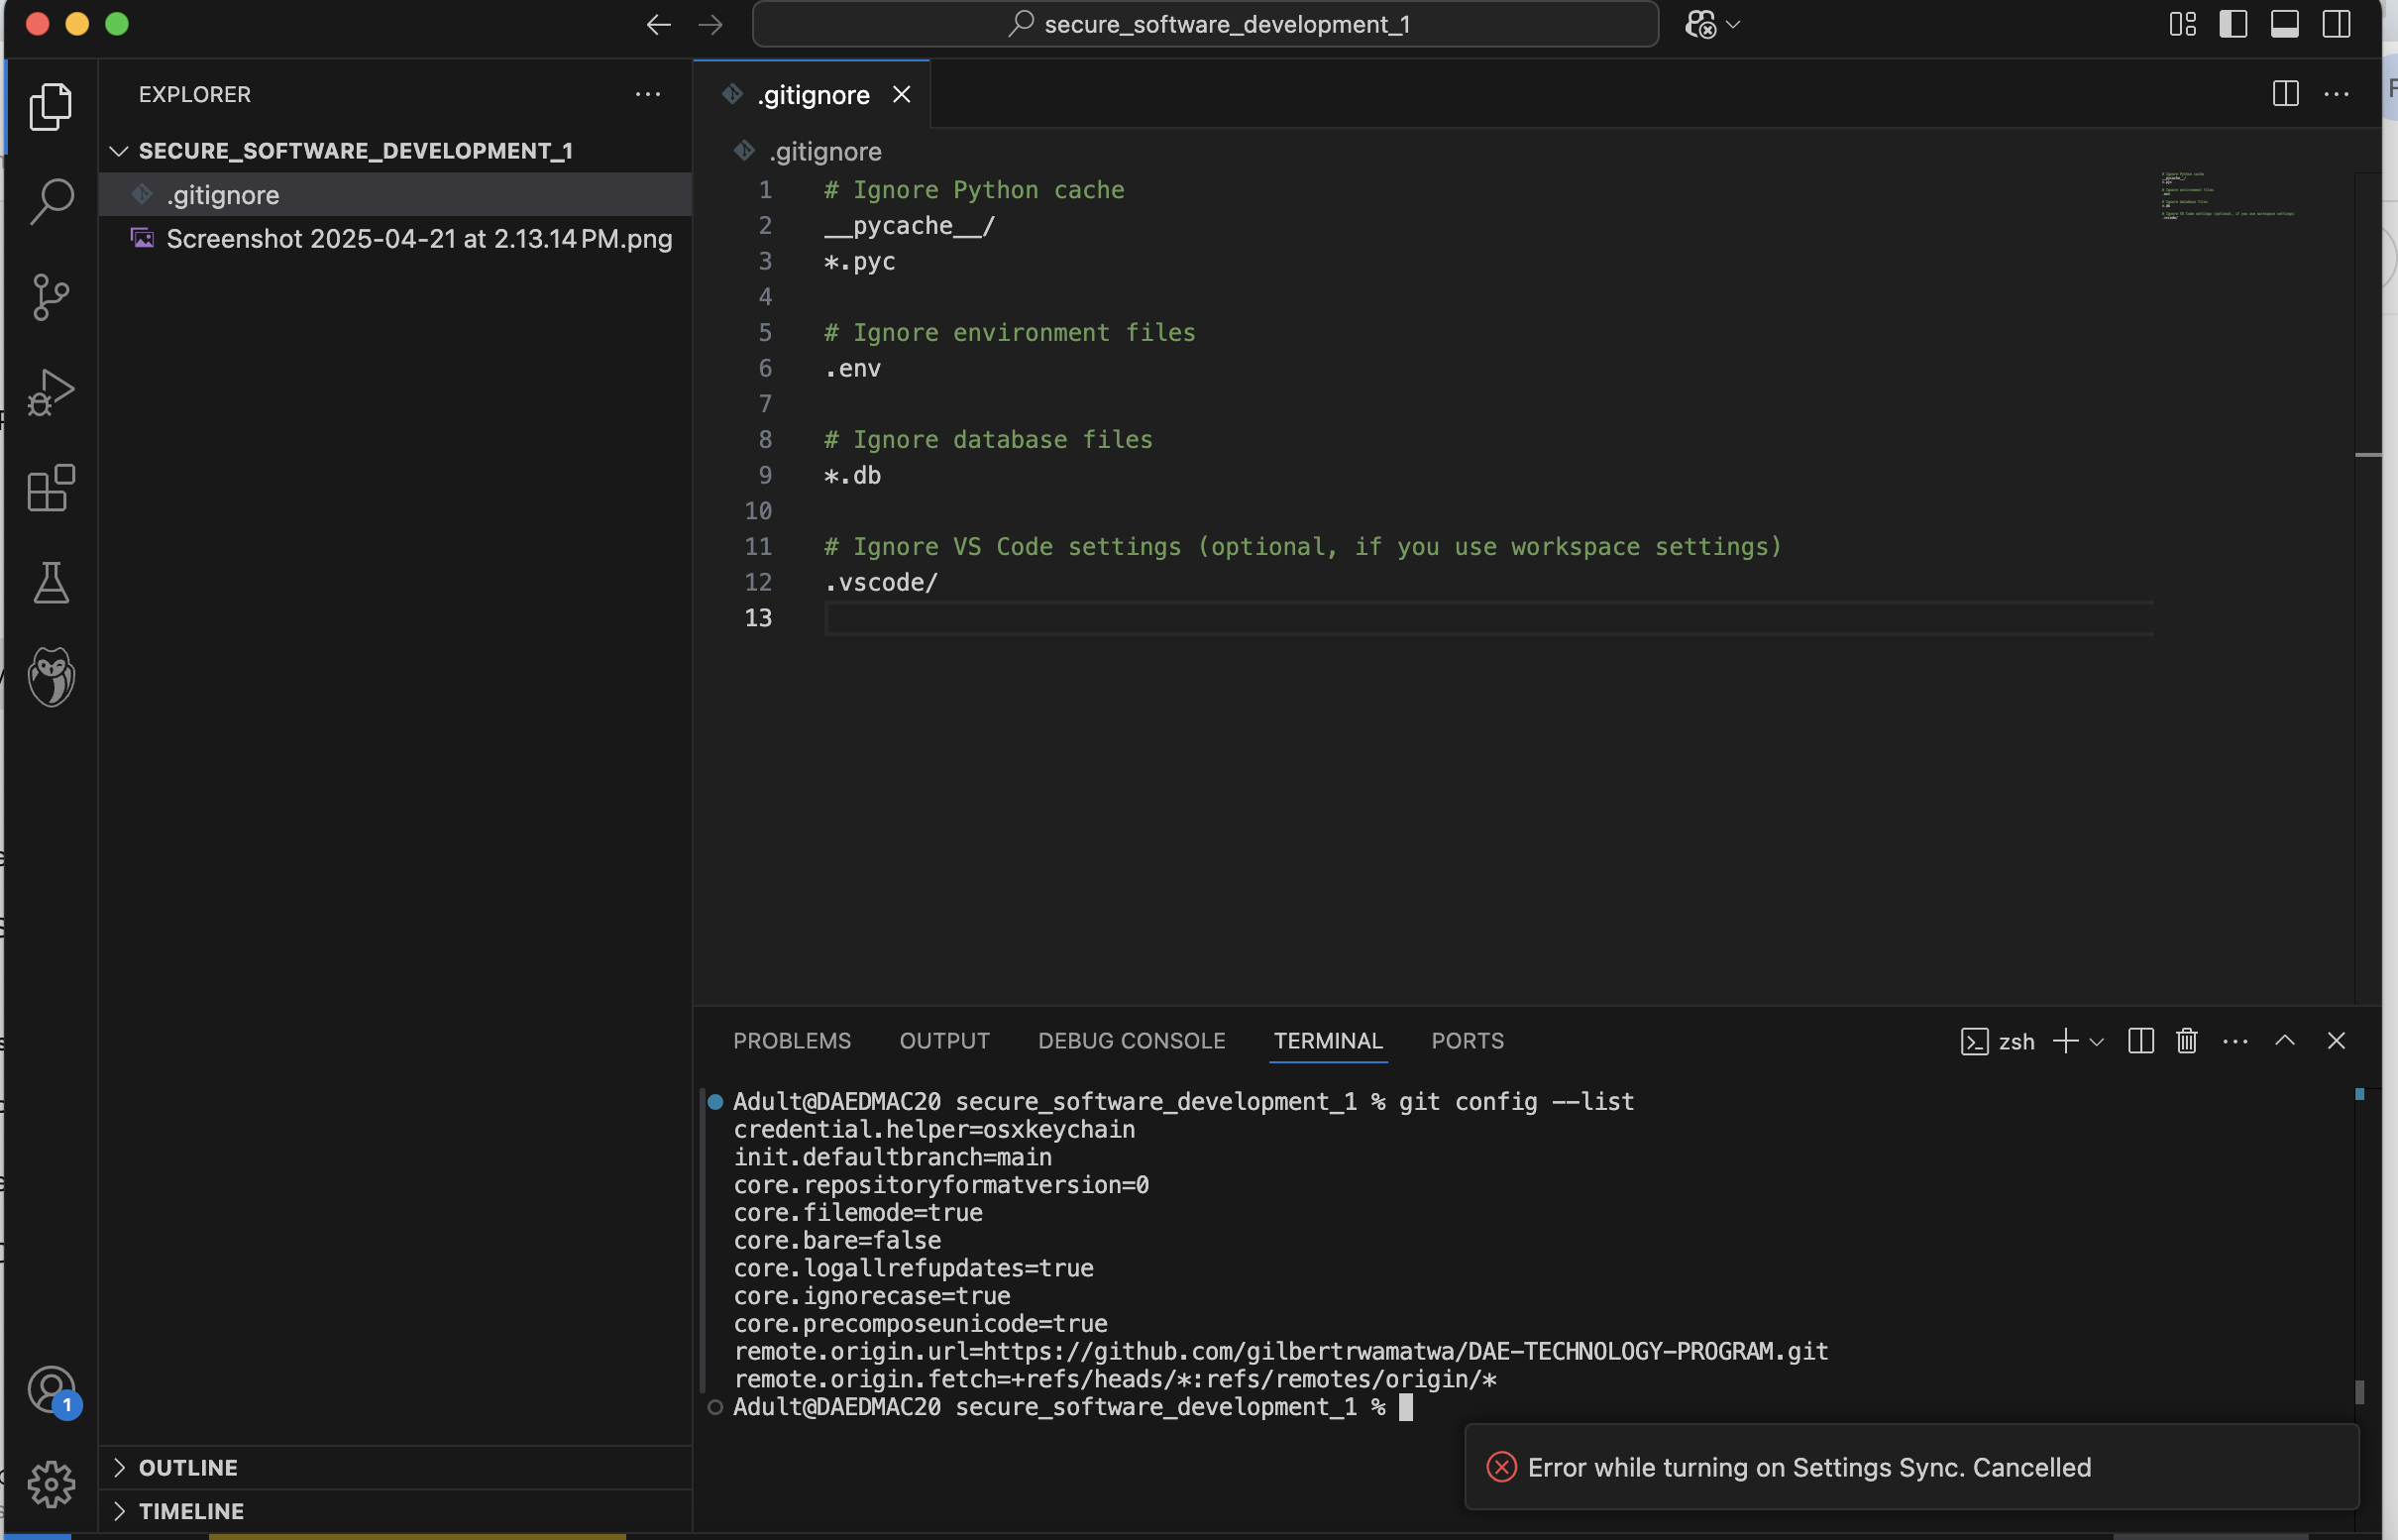 secure_software_development_1
EXPLORER
SECURE_SOFTWARE_DEVELOPMENT_1
.gitignore
Screenshot 2025-04-21 at 2.13.14 PM.png
OUTLINE
TIMELINE
1
.gitignore
.gitignore
1 # Ignore Python cache
2 __pycache__/
3 *.pyc
4
5 # Ignore environment files
6 .env
7
8 # Ignore database files
9 *.db
10
11 # Ignore VS Code settings (optional, if you use workspace settings)
12 .vscode/
13
PROBLEMS OUTPUT DEBUG CONSOLE TERMINAL PORTS zsh
Adult@DAEDMAC20 secure_software_development_1 % git config --list
credential.helper=osxkeychain
init.defaultbranch=main
core.repositoryformatversion=0
core.filemode=true
core.bare=false
core.logallrefupdates=true
core.ignorecase=true
core.precomposeunicode=true
remote.origin.url=https://github.com/gilbertrwamatwa/DAE-TECHNOLOGY-PROGRAM.git
remote.origin.fetch=+refs/heads/*:refs/remotes/origin/*
Adult@DAEDMAC20 secure_software_development_1 %
Error while turning on Settings Sync. Cancelled